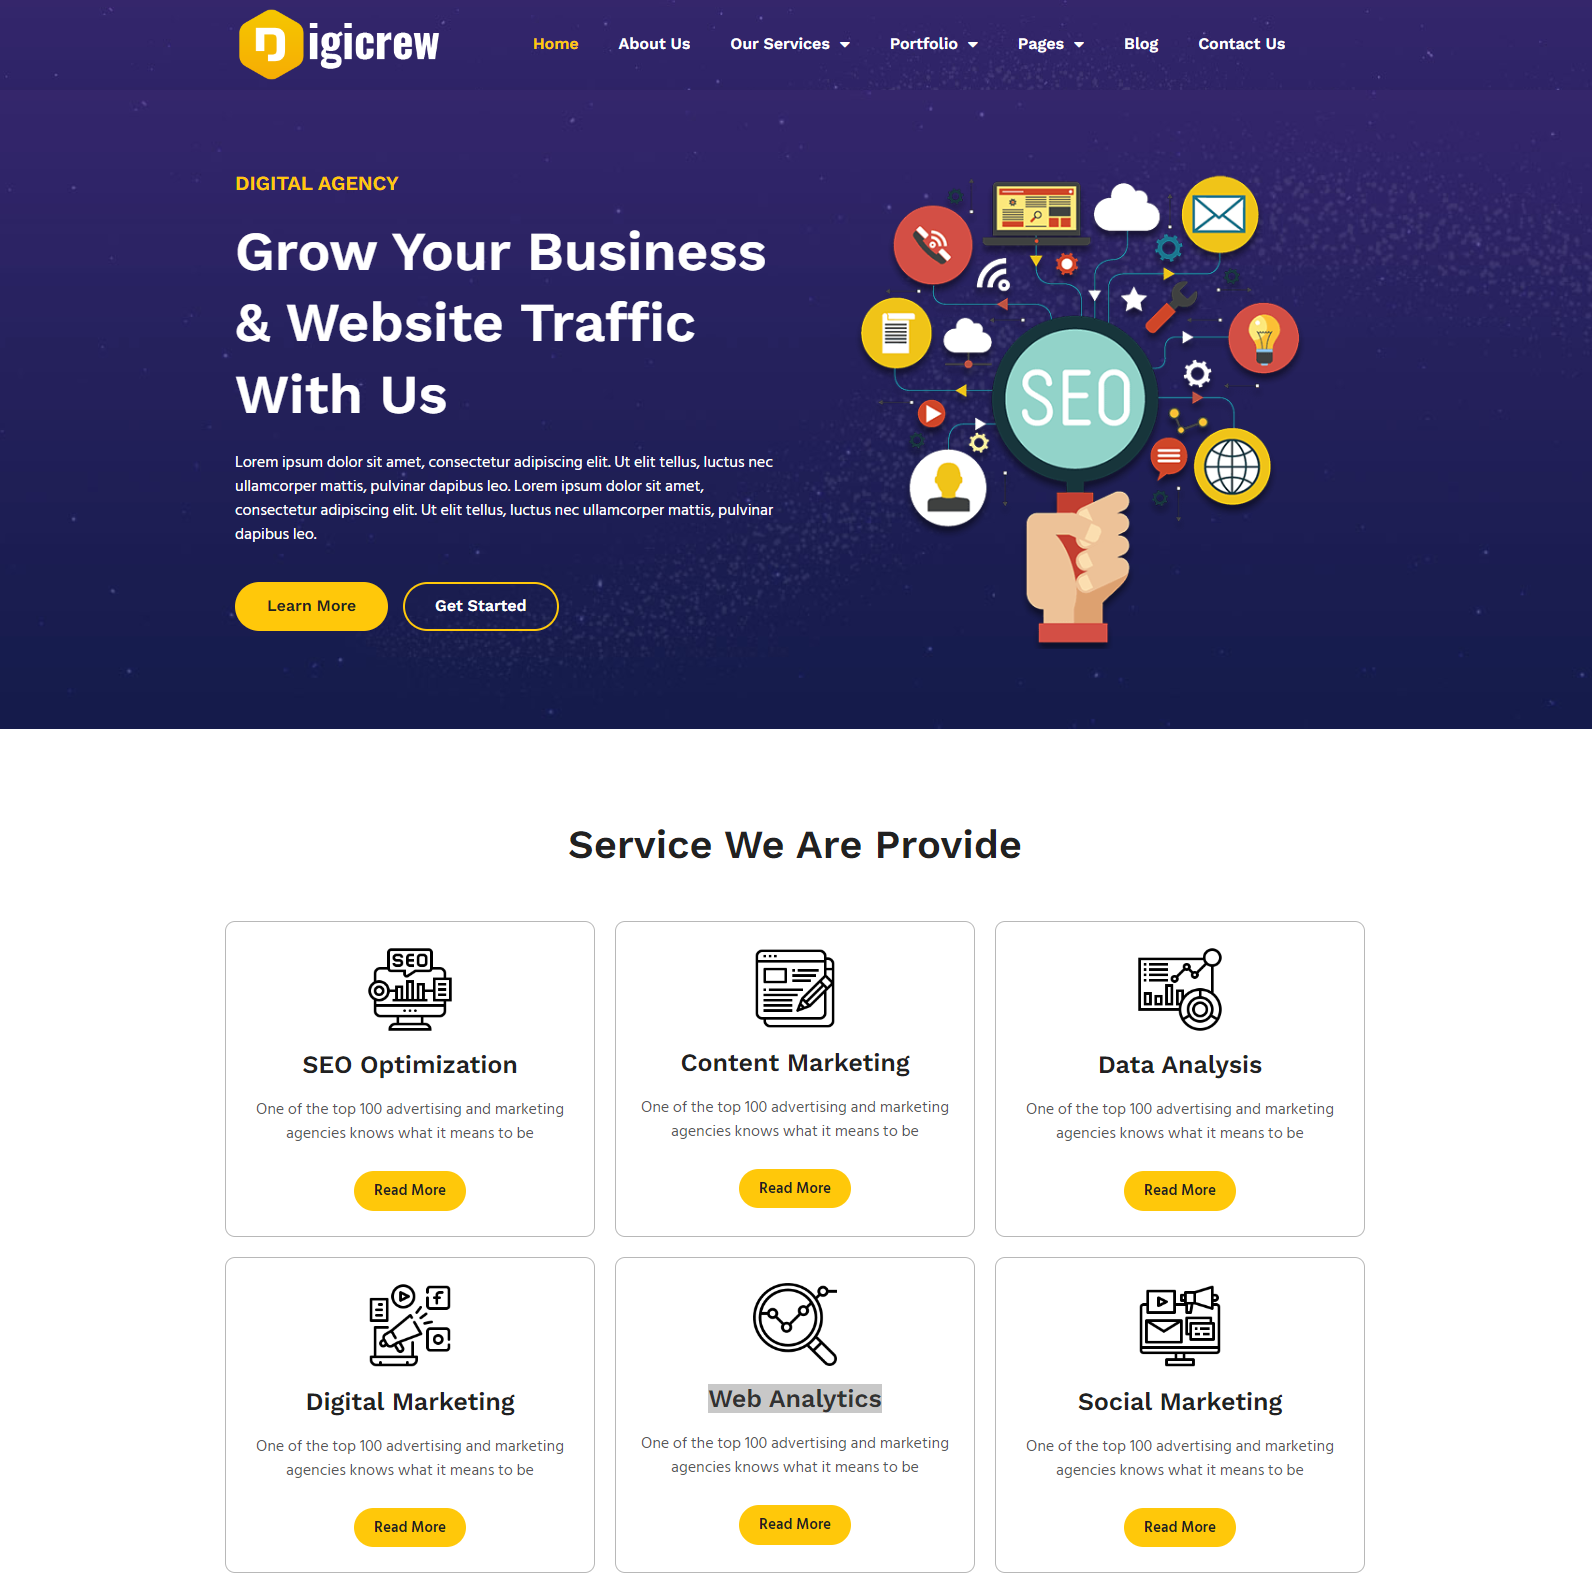 Digicrew
Home About Us Our Services Portfolio Pages Blog Contact Us
DIGITAL AGENCY
Grow Your Business
& Website Traffic
With Us
Lorem ipsum dolor sit amet, consectetur adipiscing elit. Ut elit tellus, luctus nec
ullamcorper mattis, pulvinar dapibus leo. Lorem ipsum dolor sit amet,
consectetur adipiscing elit. Ut elit tellus, luctus nec ullamcorper mattis, pulvinar
dapibus leo.
Learn More Get Started
SEO
Service We Are Provide
SEO
SEO Optimization
One of the top 100 advertising and marketing
agencies knows what it means to be
Read More
Content Marketing
One of the top 100 advertising and marketing
agencies knows what it means to be
Read More
Data Analysis
One of the top 100 advertising and marketing
agencies knows what it means to be
Read More
Digital Marketing
One of the top 100 advertising and marketing
agencies knows what it means to be
Read More
Web Analytics
One of the top 100 advertising and marketing
agencies knows what it means to be
Read More
Social Marketing
One of the top 100 advertising and marketing
agencies knows what it means to be
Read More